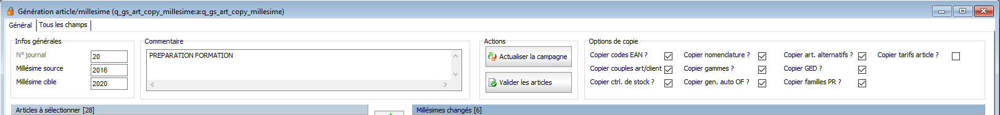 Génération article/millesime (q_gs_art_copy_millesime:a:q_gs_art_copy_millesime)
Général
Tous les champs
Infos générales
N° journal
20
Millésime source
2016
Millésime cible
2020
Commentaire
PREPARATION FORMATION
Actions
Actualiser la campagne
Valider les articles
Options de copie
Copier codes EAN ?
Copier nomenclature ?
Copier art. alternatifs ?
Copier tarifs article ?
Copier couples art/client
Copier gammes ?
Copier GED ?
Copier ctrl. de stock ?
Copier gen. auto OF ?
Copier familles PR ?
Articles à sélectionner [28]
Millésimes changés [6]